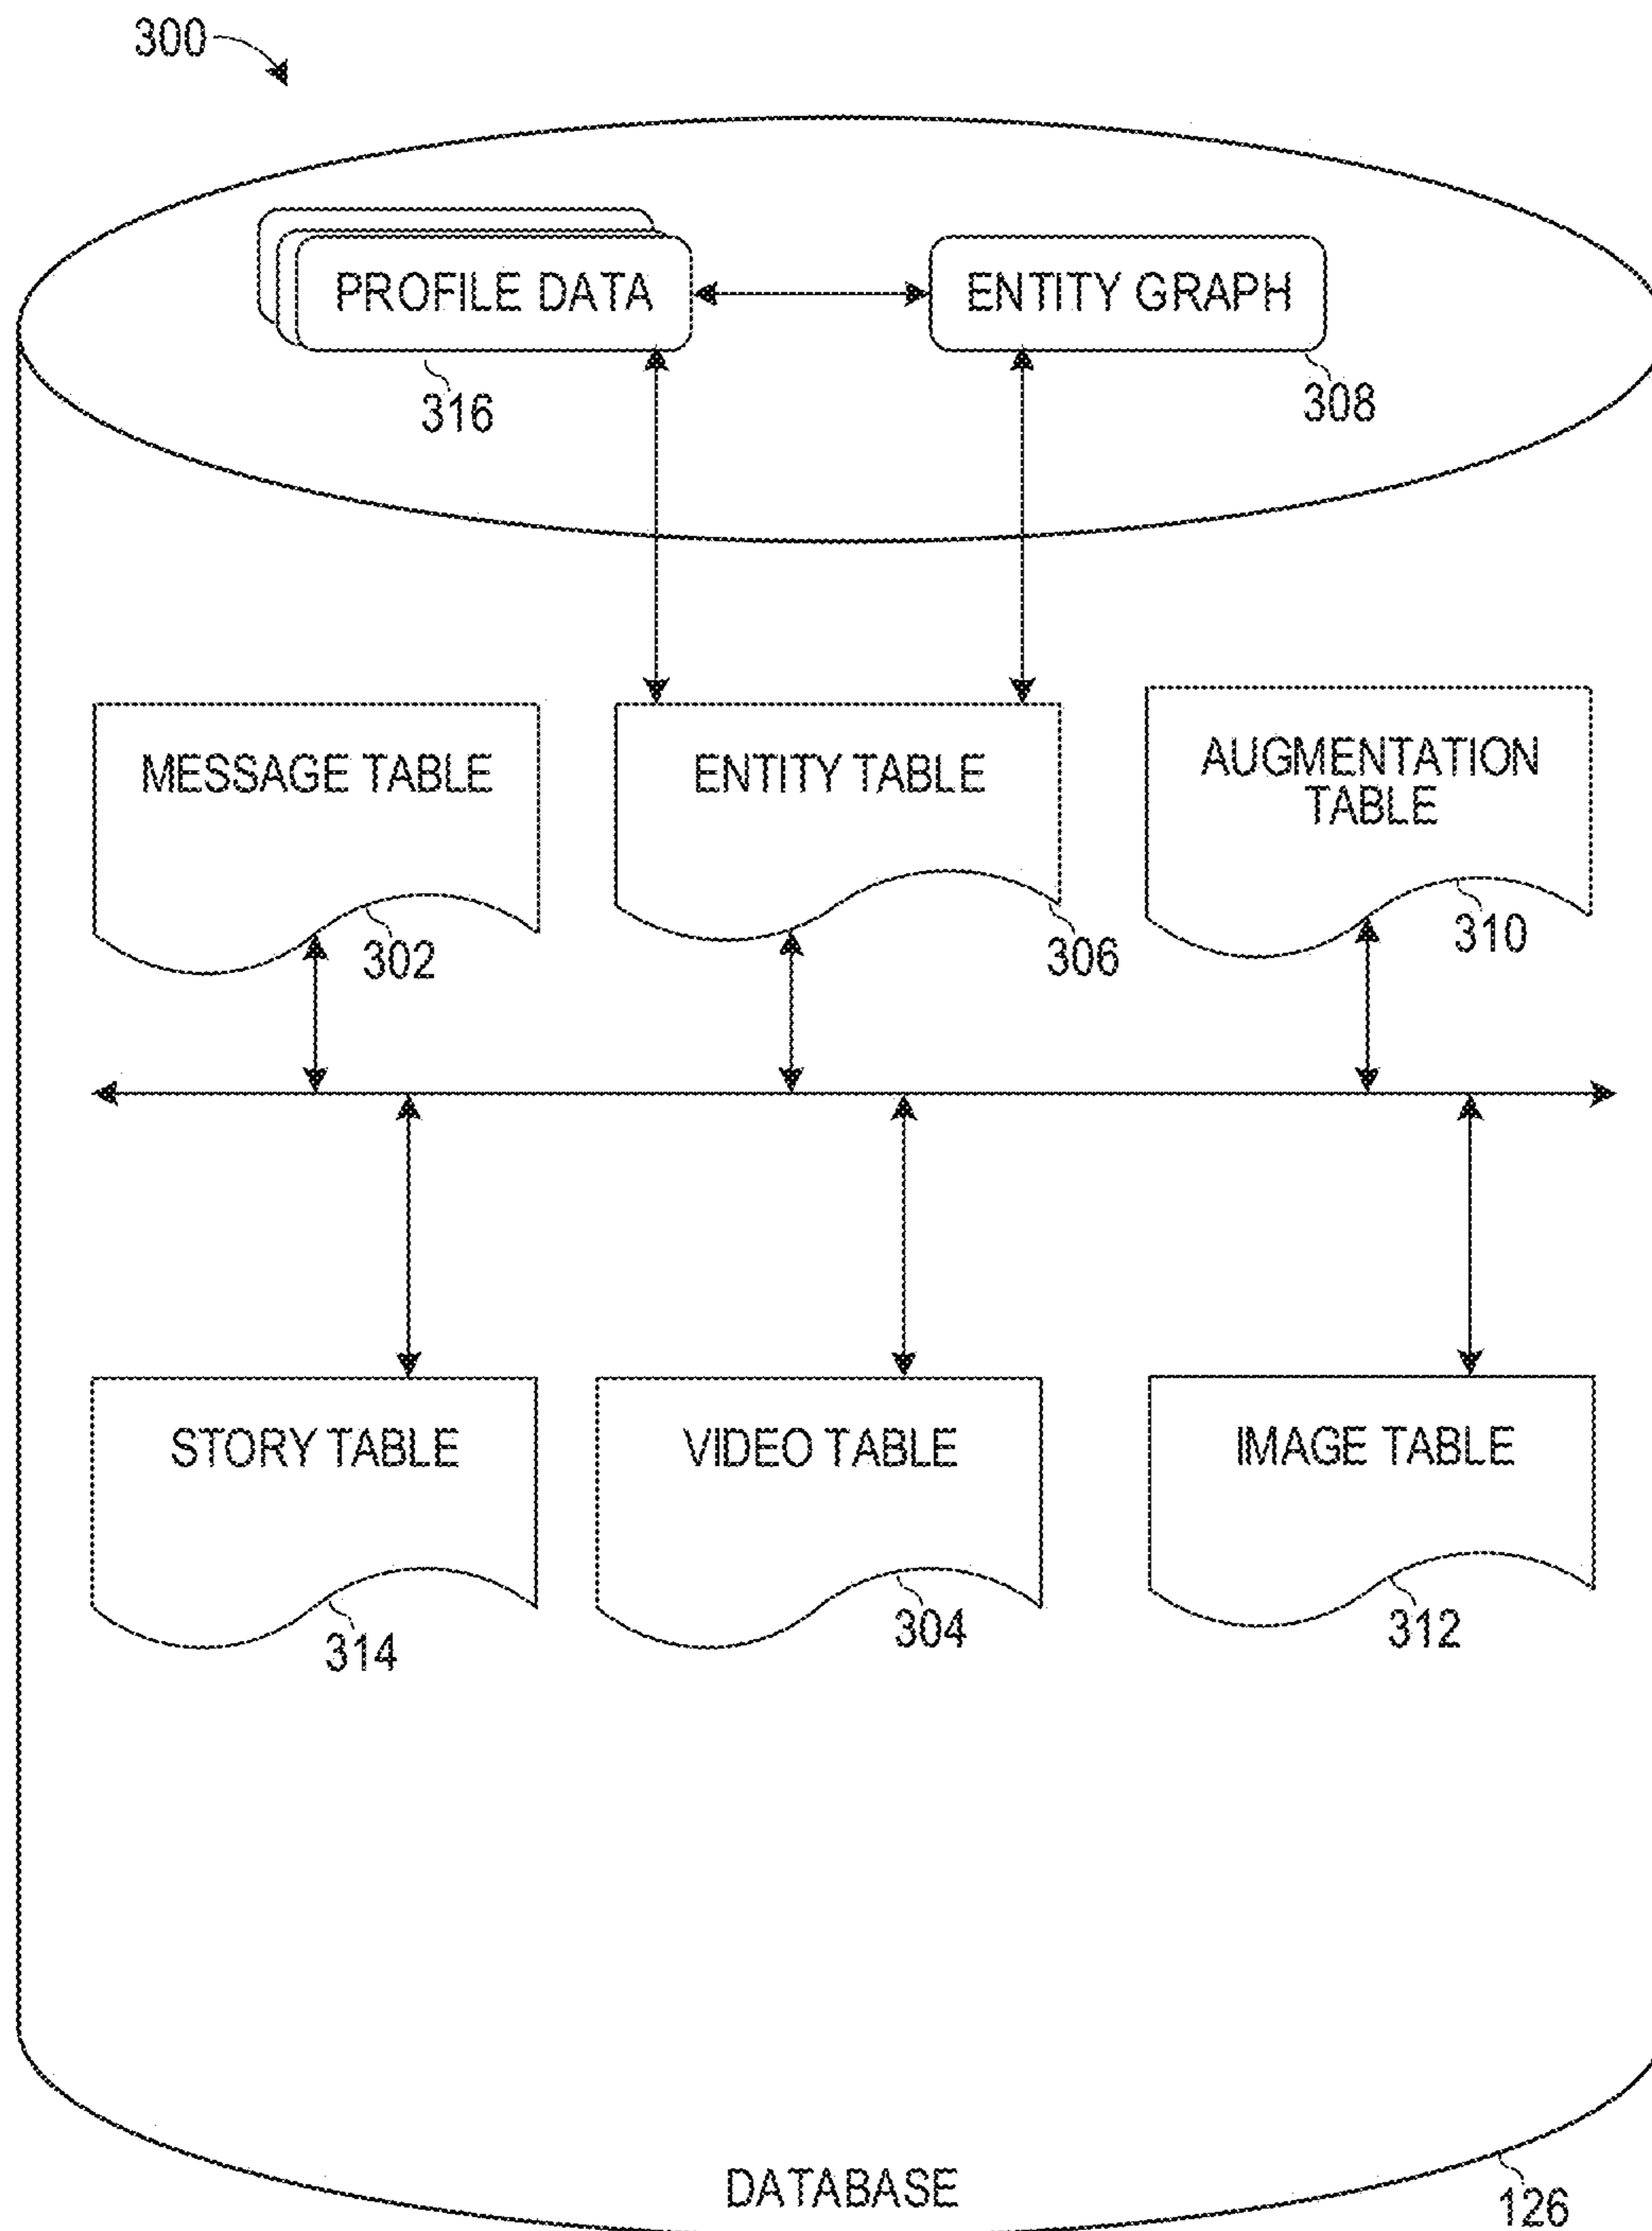 300
PROFILE DATA
ENTITY GRAPH
316
308
MESSAGE TABLE
ENTITY TABLE
AUGMENTATION
TABLE
302
306
310
STORY TABLE
VIDEO TABLE
IMAGE TABLE
314
304
312
DATABASE
126